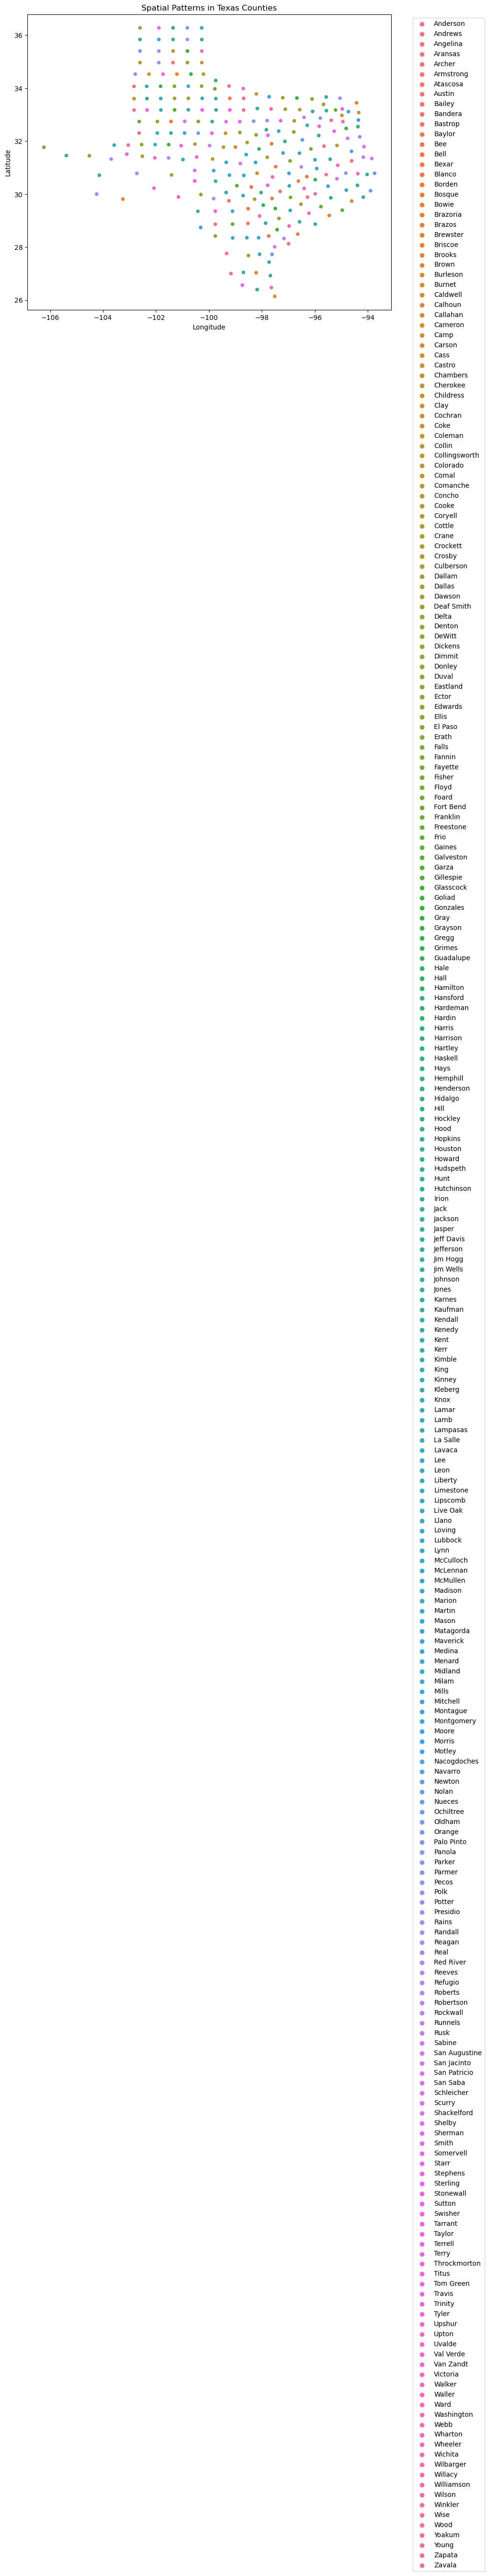 Spatial Patterns in Texas Counties
36
34
32
30
28
26
Latitude
−106
−104
−102
−100
−98
−96
−94
Longitude
Anderson
Andrews
Angelina
Aransas
Archer
Armstrong
Atascosa
Austin
Bailey
Bandera
Bastrop
Baylor
Bee
Bell
Bexar
Blanco
Borden
Bosque
Bowie
Brazoria
Brazos
Brewster
Briscoe
Brooks
Brown
Burleson
Burnet
Caldwell
Calhoun
Callahan
Cameron
Camp
Carson
Cass
Castro
Chambers
Cherokee
Childress
Clay
Cochran
Coke
Coleman
Collin
Collingsworth
Colorado
Comal
Comanche
Concho
Cooke
Coryell
Cottle
Crane
Crockett
Crosby
Culberson
Dallam
Dallas
Dawson
Deaf Smith
Delta
Denton
DeWitt
Dickens
Dimmit
Donley
Duval
Eastland
Ector
Edwards
Ellis
El Paso
Erath
Falls
Fannin
Fayette
Fisher
Floyd
Foard
Fort Bend
Franklin
Freestone
Frio
Gaines
Galveston
Garza
Gillespie
Glasscock
Goliad
Gonzales
Gray
Grayson
Gregg
Grimes
Guadalupe
Hale
Hall
Hamilton
Hansford
Hardeman
Hardin
Harris
Harrison
Hartley
Haskell
Hays
Hemphill
Henderson
Hidalgo
Hill
Hockley
Hood
Hopkins
Houston
Howard
Hudspeth
Hunt
Hutchinson
Irion
Jack
Jackson
Jasper
Jeff Davis
Jefferson
Jim Hogg
Jim Wells
Johnson
Jones
Karnes
Kaufman
Kendall
Kenedy
Kent
Kerr
Kimble
King
Kinney
Kleberg
Knox
Lamar
Lamb
Lampasas
La Salle
Lavaca
Lee
Leon
Liberty
Limestone
Lipscomb
Live Oak
Llano
Loving
Lubbock
Lynn
McCulloch
McLennan
McMullen
Madison
Marion
Martin
Mason
Matagorda
Maverick
Medina
Menard
Midland
Milam
Mills
Mitchell
Montague
Montgomery
Moore
Morris
Motley
Nacogdoches
Navarro
Newton
Nolan
Nueces
Ochiltree
Oldham
Orange
Palo Pinto
Panola
Parker
Parmer
Pecos
Polk
Potter
Presidio
Rains
Randall
Reagan
Real
Red River
Reeves
Refugio
Roberts
Robertson
Rockwall
Runnels
Rusk
Sabine
San Augustine
San Jacinto
San Patricio
San Saba
Schleicher
Scurry
Shackelford
Shelby
Sherman
Smith
Somervell
Starr
Stephens
Sterling
Stonewall
Sutton
Swisher
Tarrant
Taylor
Terrell
Terry
Throckmorton
Titus
Tom Green
Travis
Trinity
Tyler
Upshur
Upton
Uvalde
Val Verde
Van Zandt
Victoria
Walker
Waller
Ward
Washington
Webb
Wharton
Wheeler
Wichita
Wilbarger
Willacy
Williamson
Wilson
Winkler
Wise
Wood
Yoakum
Young
Zapata
Zavala